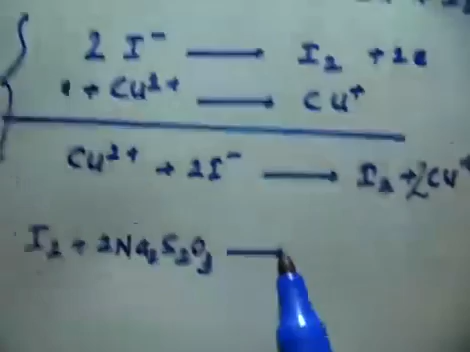 2 I⁻ → I₂ + 2e
+ Cu²⁺ → Cu⁺
Cu²⁺ + 2I⁻ → I₂ + 2Cu⁺
I₂ + 2Na₂S₂O₃ →